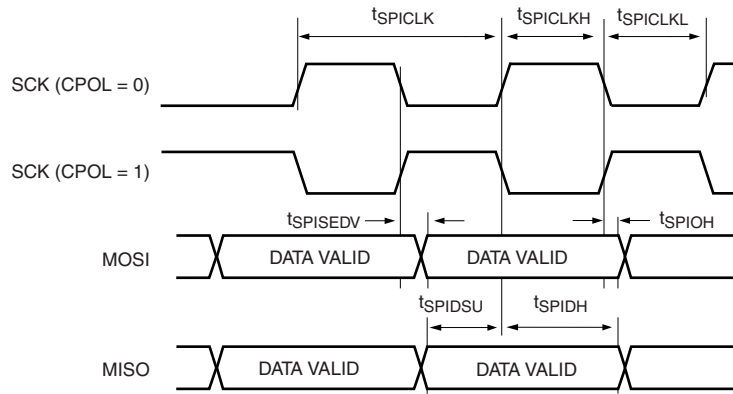 tSPICLK tSPICLKH tSPICLKL
SCK (CPOL = 0)
SCK (CPOL = 1)
tSPISEDV tSPIOH
MOSI DATA VALID DATA VALID
tSPIDSU tSPIDH
MISO DATA VALID DATA VALID